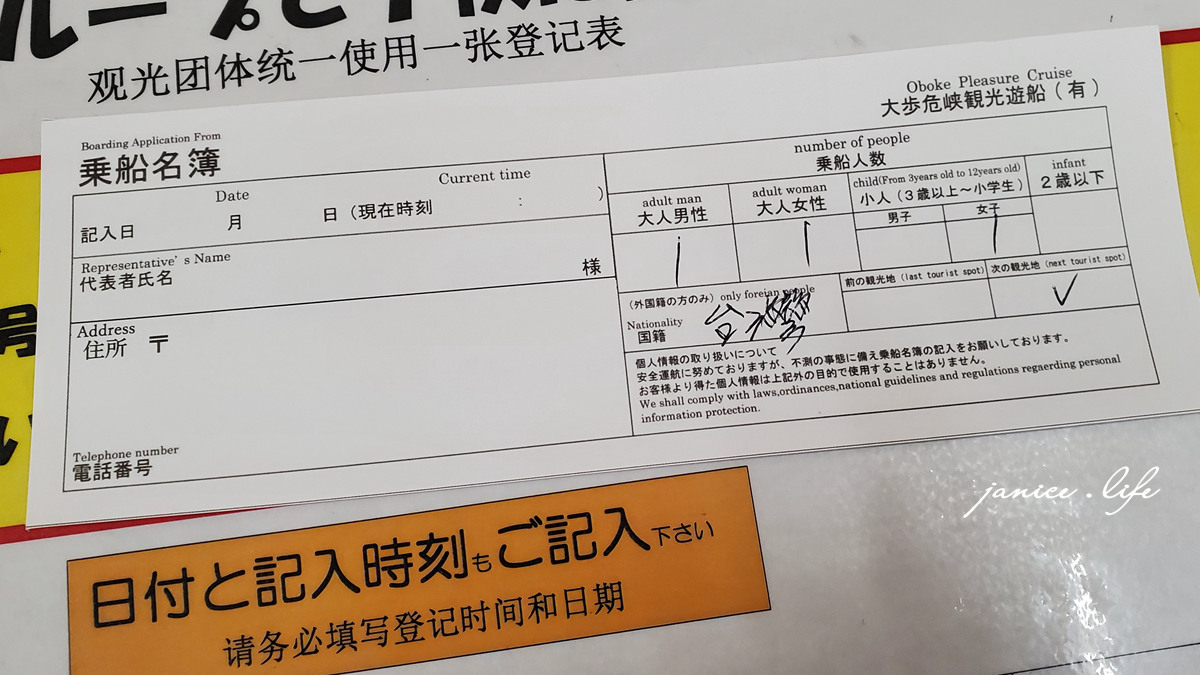 观光团体统一使用一张登记表
Oboke Pleasure Cruise
大歩危峡観光遊船(有)
Boarding Application From
乗船名簿
Date
Current time
記入日 月 日(現在時刻 : )
Representative's Name
代表者氏名 様
Address
住所 〒
Telephone number
電話番号
number of people
乗船人数
adult man
大人男性
adult woman
大人女性
child(From 3years old to 12years old)
小人(3歳以上~小学生)
男子 女子
infant
2歳以下
1 1 1
(外国籍の方のみ) only foreian people
Nationality
国籍
台灣
前の観光地(last tourist spot) 次の観光地(next tourist spot)
✓
個人情報の取り扱いについて
安全運航に努めておりますが、不測の事態に備え乗船名簿の記入をお願いしております。
お客様より得た個人情報は上記外の目的で使用することはありません。
We shall comply with laws,ordinances,national guidelines and regulations regaerding personal
information protection.
janice.life
日付と記入時刻もご記入下さい
请务必填写登记时间和日期